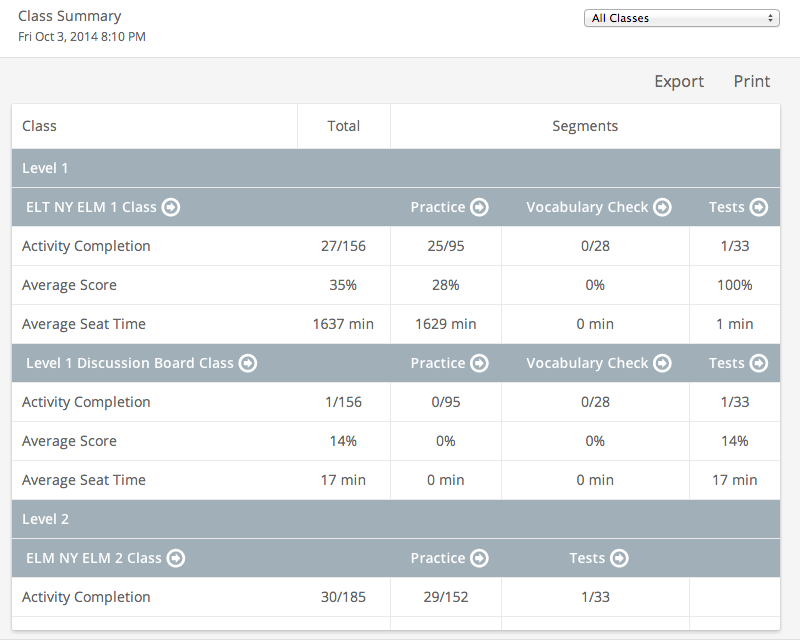 Class Summary
All Classes
Fri Oct 3, 2014 8:10 PM
Export Print
Class Total Segments
Level 1
ELT NY ELM 1 Class Practice Vocabulary Check Tests
Activity Completion 27/156 25/95 0/28 1/33
Average Score 35% 28% 0% 100%
Average Seat Time 1637 min 1629 min 0 min 1 min
Level 1 Discussion Board Class Practice Vocabulary Check Tests
Activity Completion 1/156 0/95 0/28 1/33
Average Score 14% 0% 0% 14%
Average Seat Time 17 min 0 min 0 min 17 min
Level 2
ELM NY ELM 2 Class Practice Tests
Activity Completion 30/185 29/152 1/33